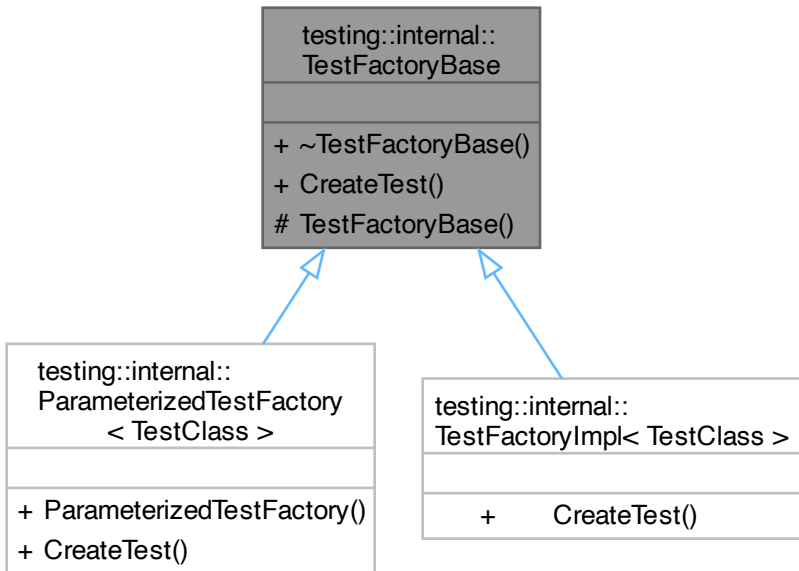 testing::internal::
TestFactoryBase
+ ~TestFactoryBase()
+ CreateTest()
# TestFactoryBase()
testing::internal::
ParameterizedTestFactory
< TestClass >
+ ParameterizedTestFactory()
+ CreateTest()
testing::internal::
TestFactoryImpl< TestClass >
+ CreateTest()